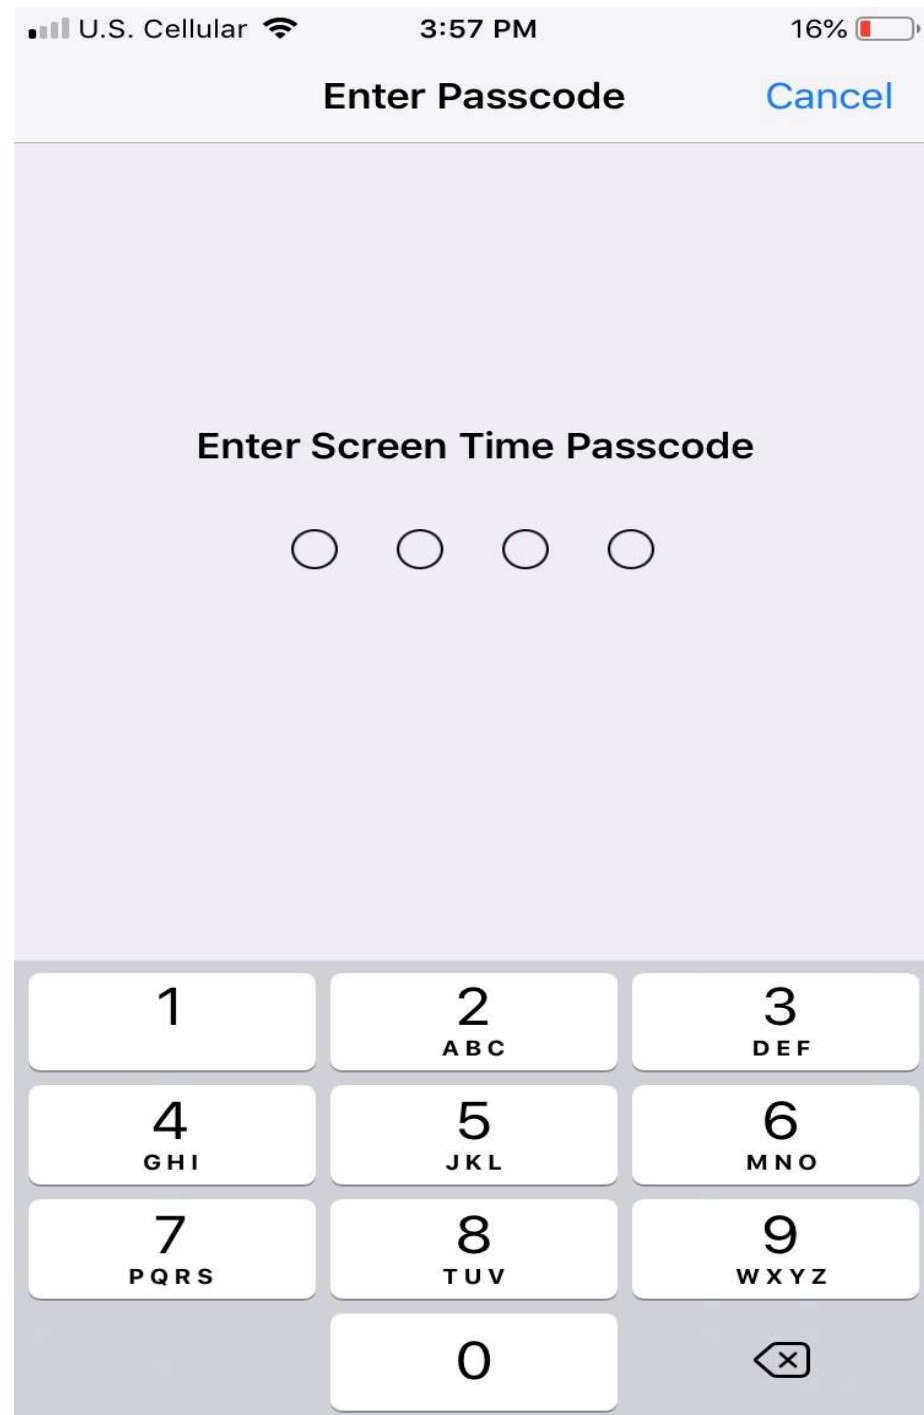 U.S. Cellular 3:57 PM 16%
Enter Passcode Cancel
Enter Screen Time Passcode
1 2 3
ABC DEF
4 5 6
GHI JKL MNO
7 8 9
PQRS TUV WXYZ
0